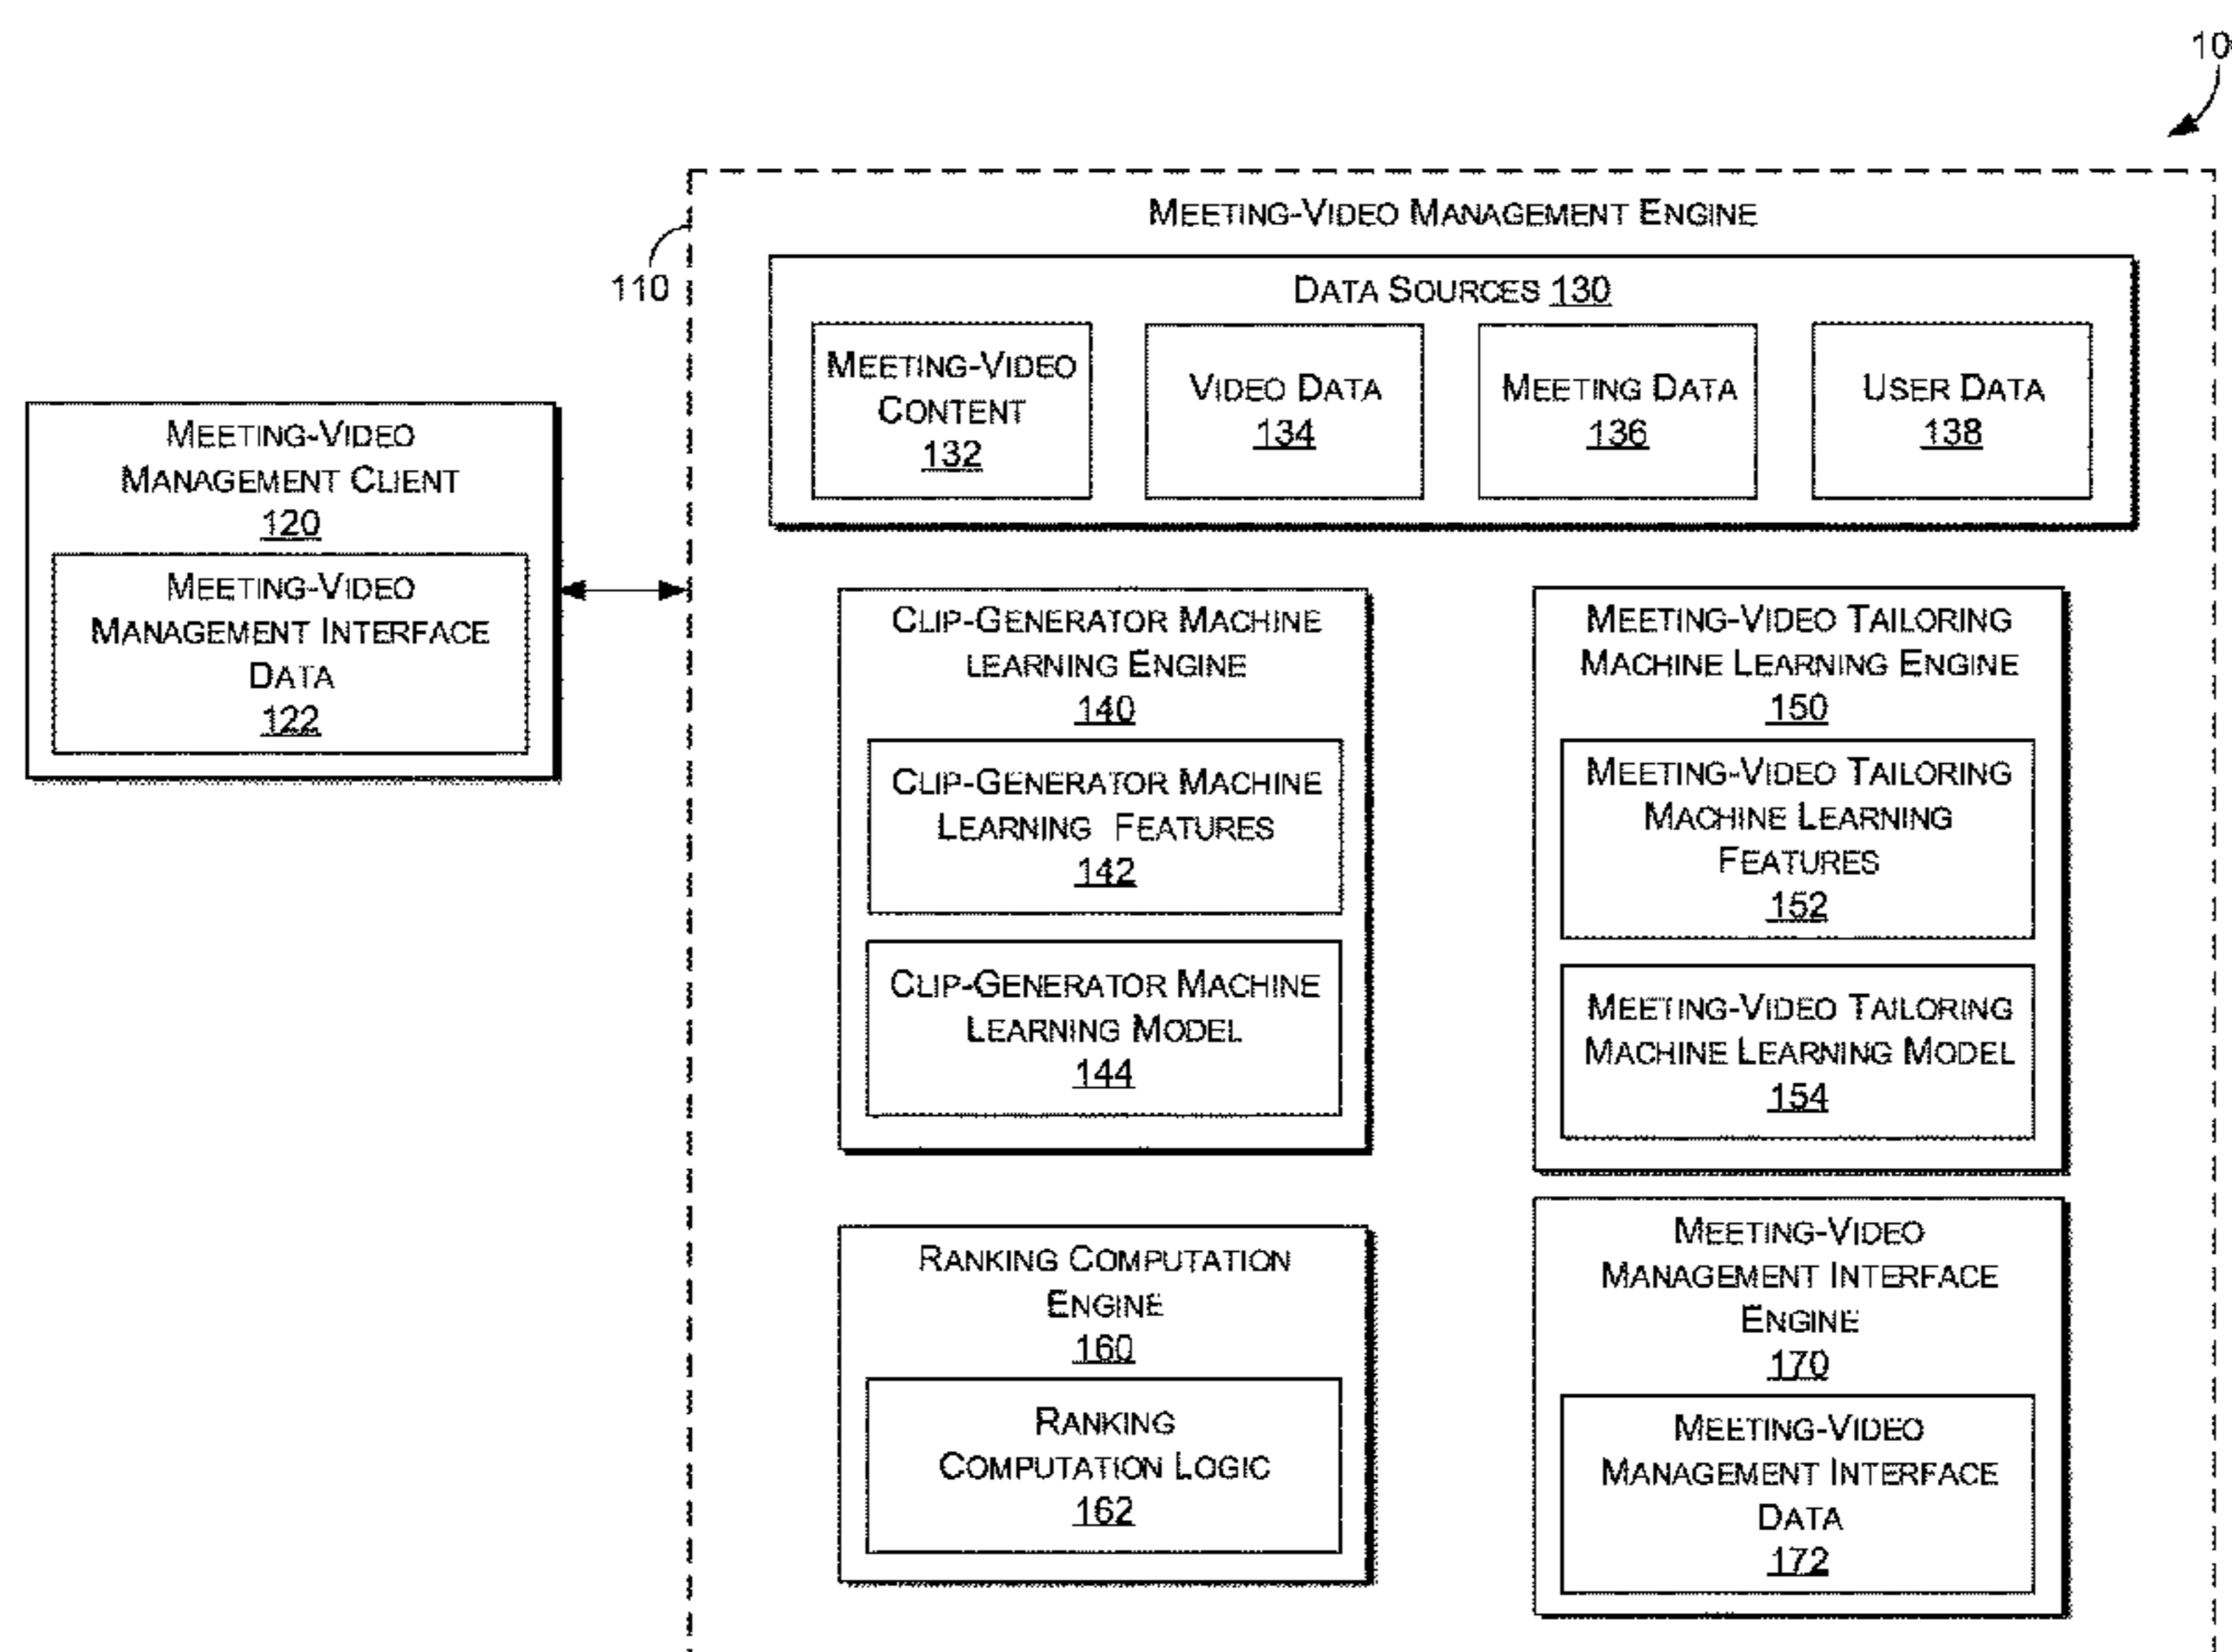 10
MEETING-VIDEO MANAGEMENT ENGINE
110
DATA SOURCES 130
MEETING-VIDEO
CONTENT
132
VIDEO DATA
134
MEETING DATA
136
USER DATA
138
MEETING-VIDEO
MANAGEMENT CLIENT
120
MEETING-VIDEO
MANAGEMENT INTERFACE
DATA
122
CLIP-GENERATOR MACHINE
LEARNING ENGINE
140
CLIP-GENERATOR MACHINE
LEARNING FEATURES
142
CLIP-GENERATOR MACHINE
LEARNING MODEL
144
MEETING-VIDEO TAILORING
MACHINE LEARNING ENGINE
150
MEETING-VIDEO TAILORING
MACHINE LEARNING
FEATURES
152
MEETING-VIDEO TAILORING
MACHINE LEARNING MODEL
154
RANKING COMPUTATION
ENGINE
160
RANKING
COMPUTATION LOGIC
162
MEETING-VIDEO
MANAGEMENT INTERFACE
ENGINE
170
MEETING-VIDEO
MANAGEMENT INTERFACE
DATA
172